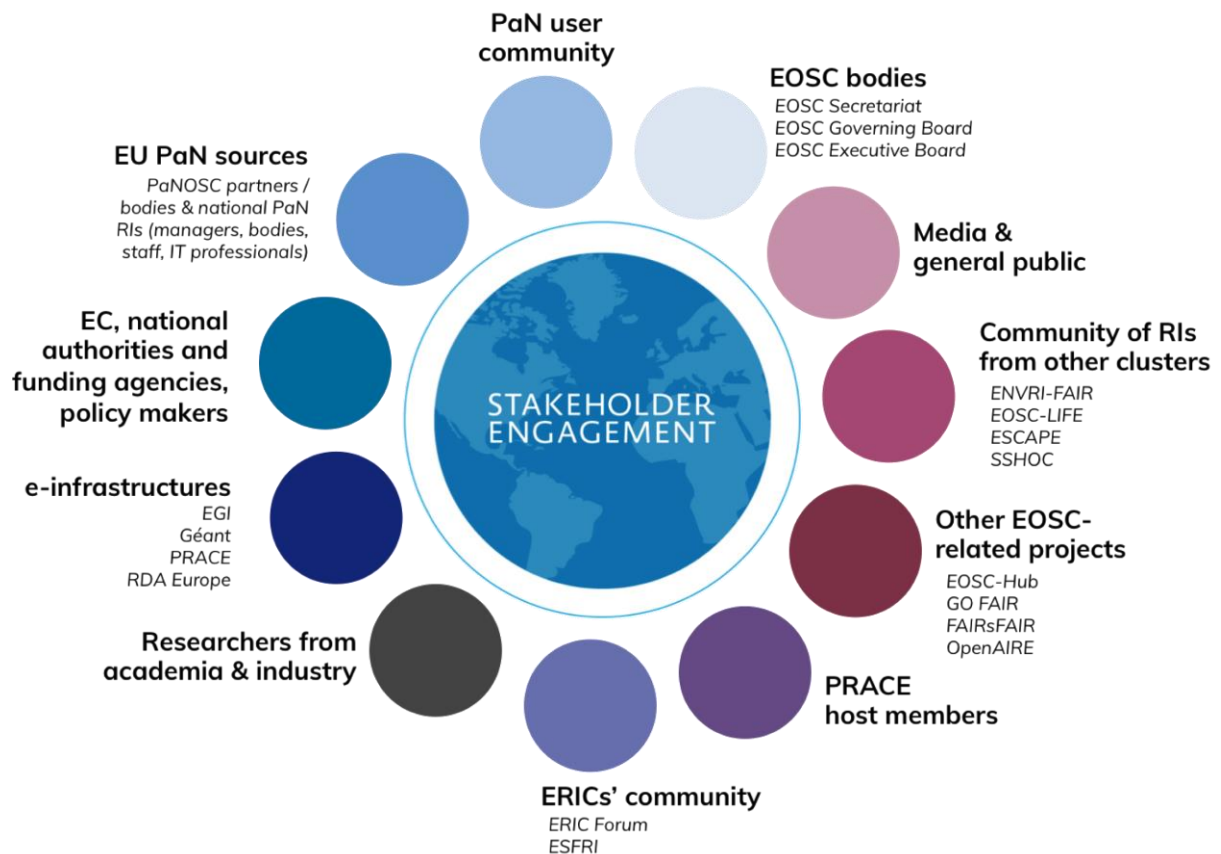 PaN user
community
EOSC bodies
EOSC Secretariat
EOSC Governing Board
EOSC Executive Board
EU PaN sources
PaNOSC partners /
bodies & national PaN
RIs (managers, bodies,
staff, IT professionals)
Media &
general public
EC, national
authorities and
funding agencies,
policy makers
Community of RIs
from other clusters
ENVRI-FAIR
EOSC-LIFE
ESCAPE
SSHOC
STAKEHOLDER
ENGAGEMENT
e-infrastructures
EGI
Géant
PRACE
RDA Europe
Other EOSC-
related projects
EOSC-Hub
GO FAIR
FAIRsFAIR
OpenAIRE
Researchers from
academia & industry
PRACE
host members
ERICs’ community
ERIC Forum
ESFRI